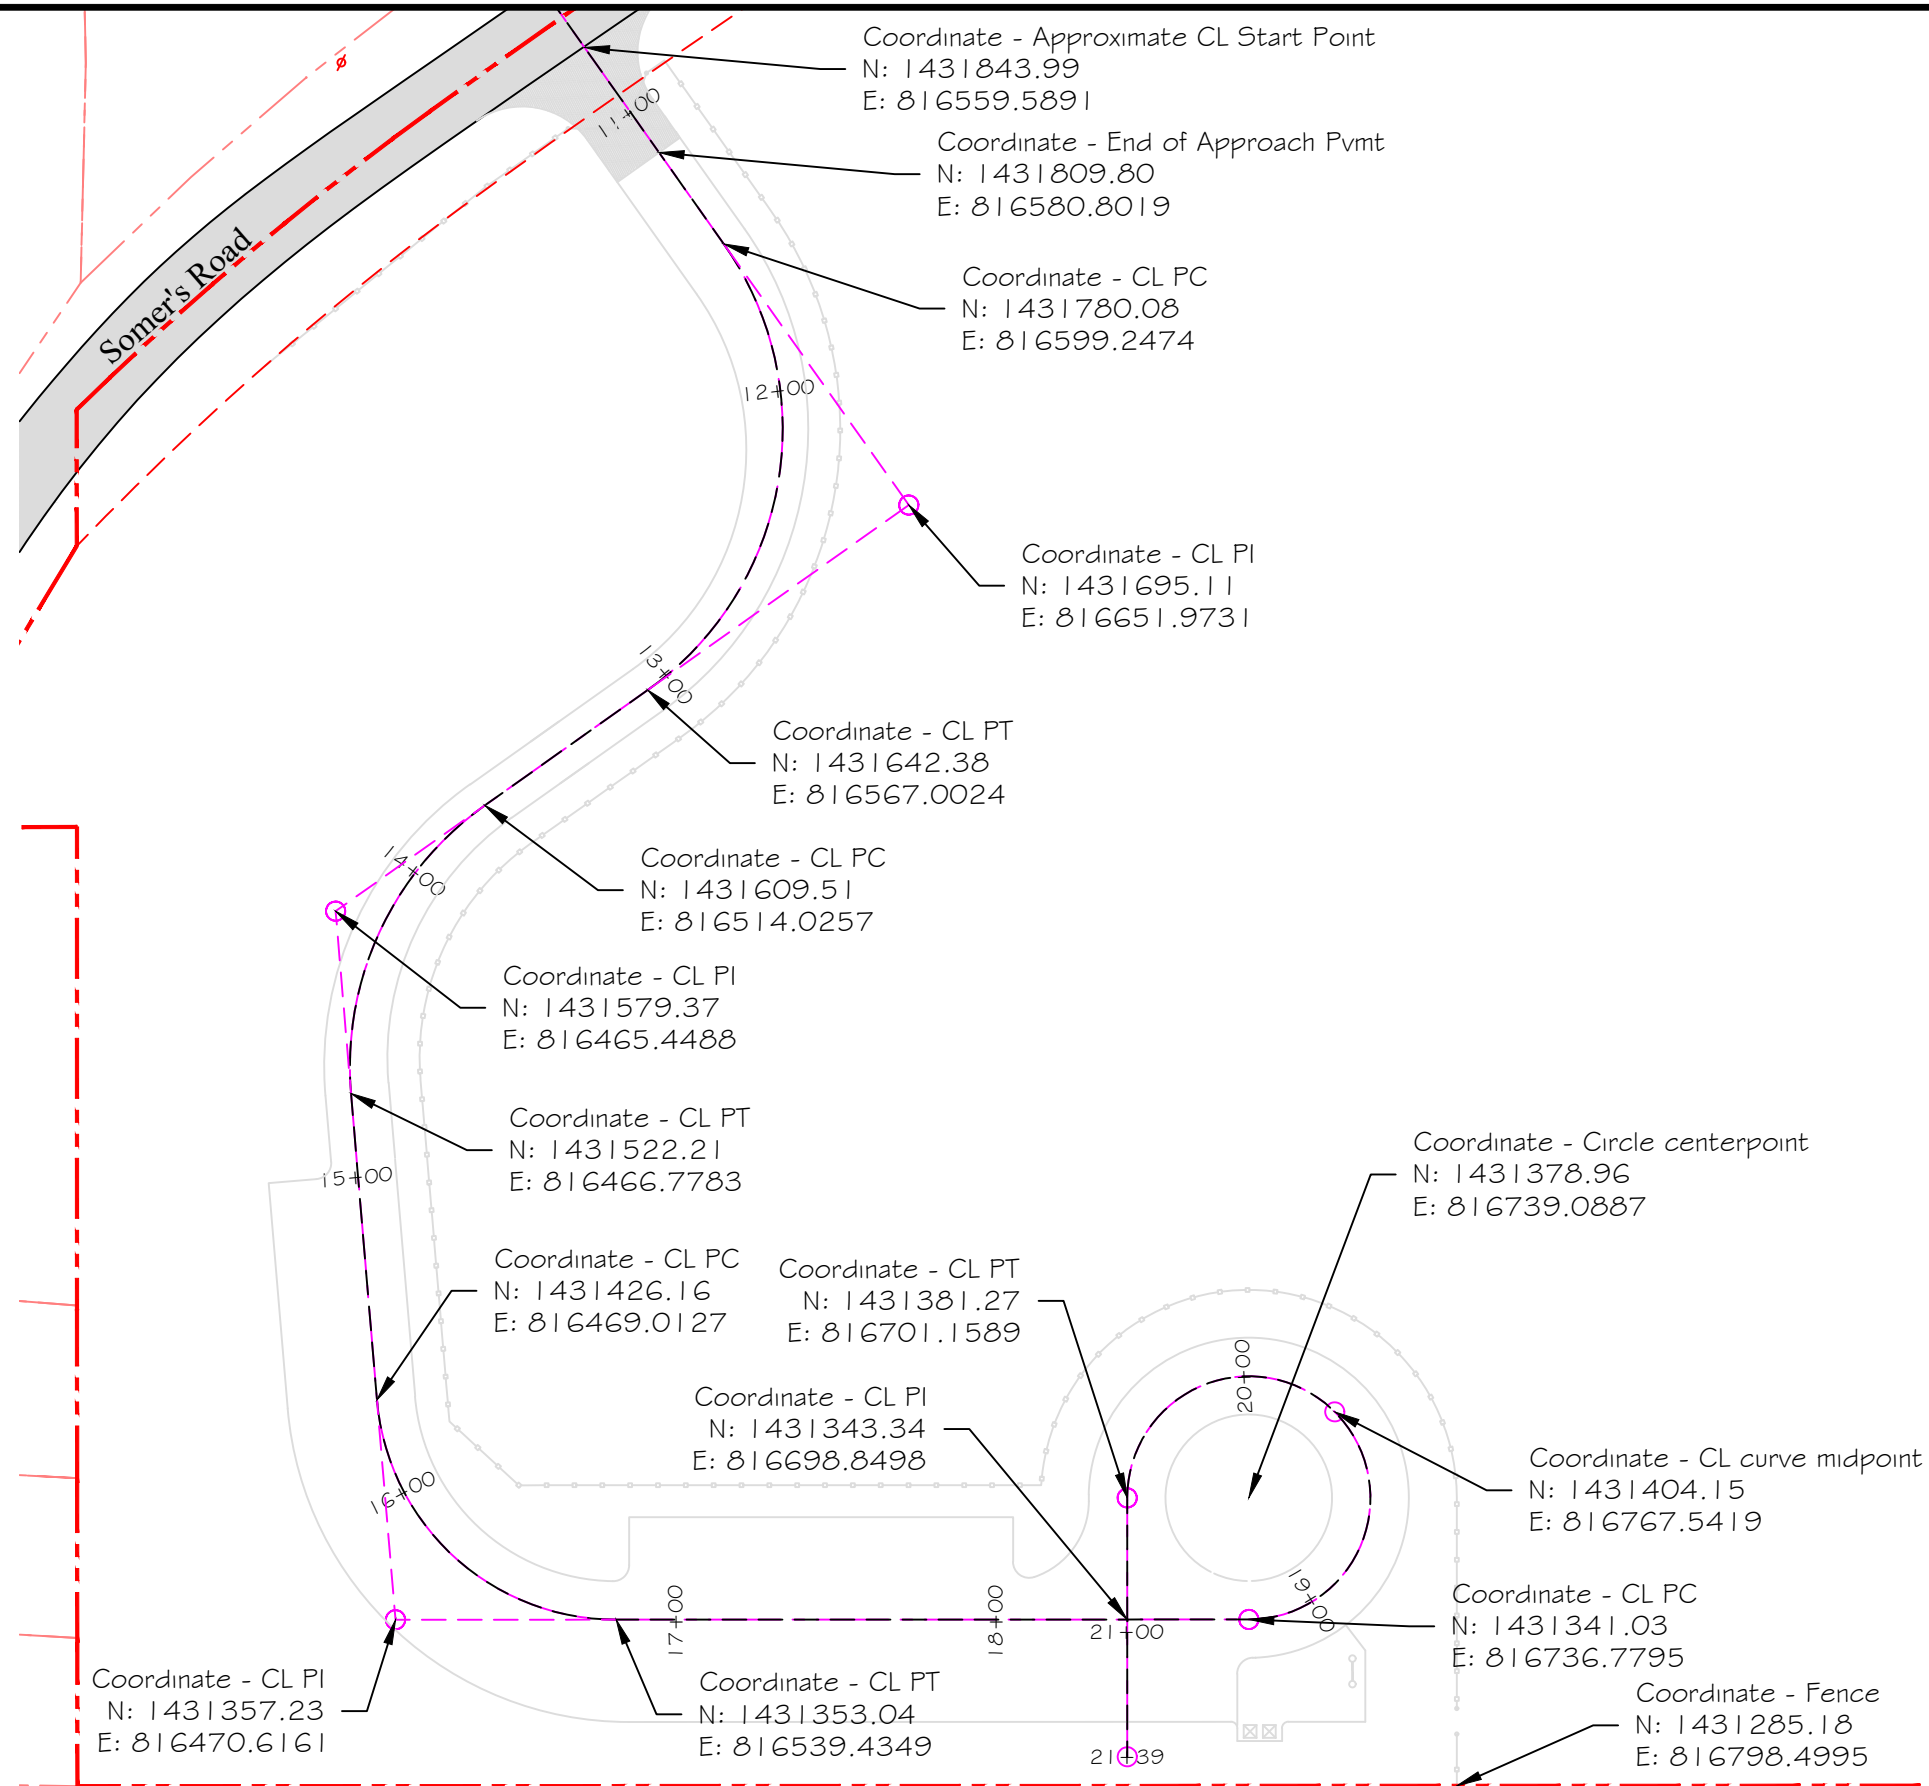 Coordinate - Approximate CL Start Point
N: 1431843.99
E: 816559.5891
11+00
Coordinate - End of Approach Pvmt
N: 1431809.80
E: 816580.8019
Somer's Road
Coordinate - CL PC
N: 1431780.08
E: 816599.2474
12+00
Coordinate - CL PI
N: 1431695.11
E: 816651.9731
13+00
Coordinate - CL PT
N: 1431642.38
E: 816567.0024
14+00
Coordinate - CL PC
N: 1431609.51
E: 816514.0257
Coordinate - CL PI
N: 1431579.37
E: 816465.4488
Coordinate - CL PT
N: 1431522.21
E: 816466.7783
15+00
Coordinate - Circle centerpoint
N: 1431378.96
E: 816739.0887
Coordinate - CL PC
N: 1431426.16
E: 816469.0127
Coordinate - CL PT
N: 1431381.27
E: 816701.1589
20+00
Coordinate - CL PI
N: 1431343.34
E: 816698.8498
Coordinate - CL curve midpoint
N: 1431404.15
E: 816767.5419
16+00
19+00
Coordinate - CL PC
N: 1431341.03
E: 816736.7795
17+00
18+00
21+00
Coordinate - CL PI
N: 1431357.23
E: 816470.6161
Coordinate - CL PT
N: 1431353.04
E: 816539.4349
Coordinate - Fence
N: 1431285.18
E: 816798.4995
21+39